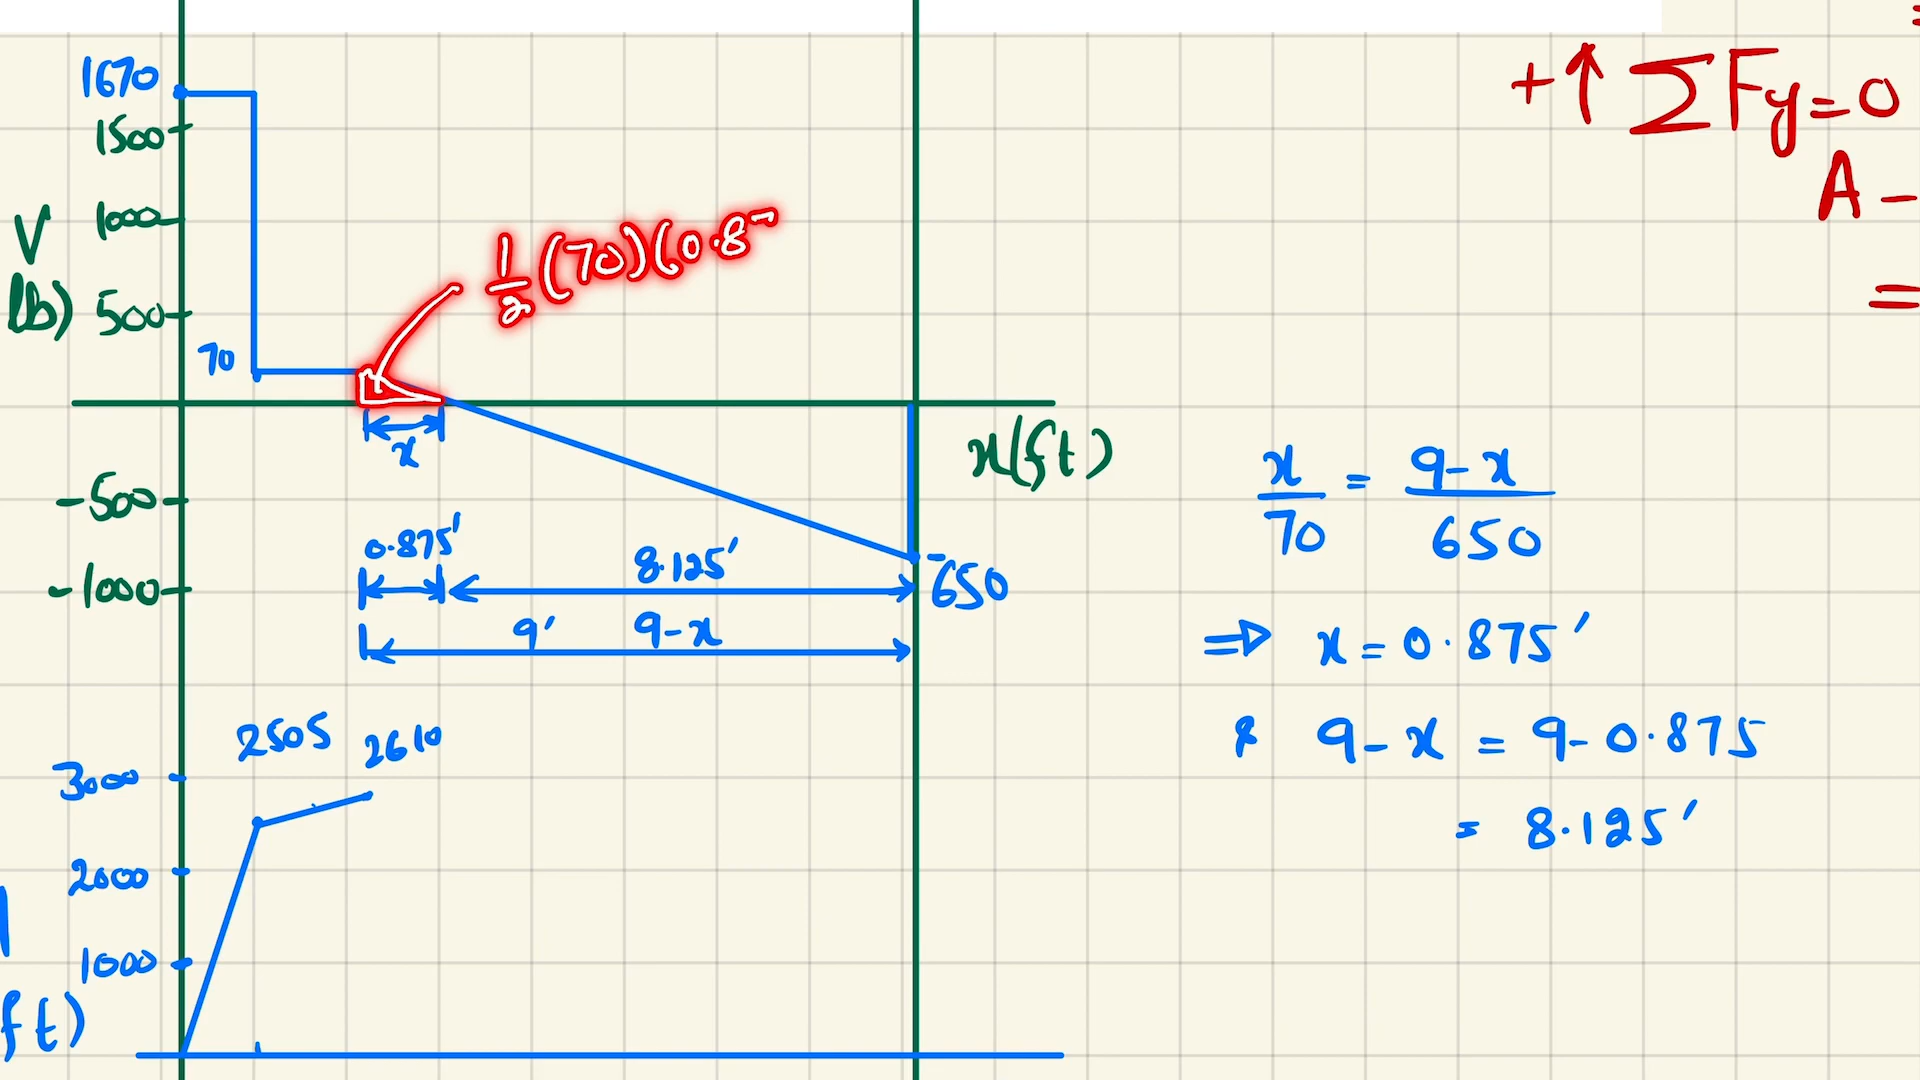 1670
1500
1000
V
(lb)
500
70
1/2 (70)(0.8
x
x(ft)
-500
-1000
0.875'
8.125'
-650
9'
9-x
2505
2610
3000
2000
1000
ft)
+↑ ΣFy=0
A -
=
x/70 = 9-x/650
⇒ x = 0.875'
& 9-x = 9-0.875
= 8.125'